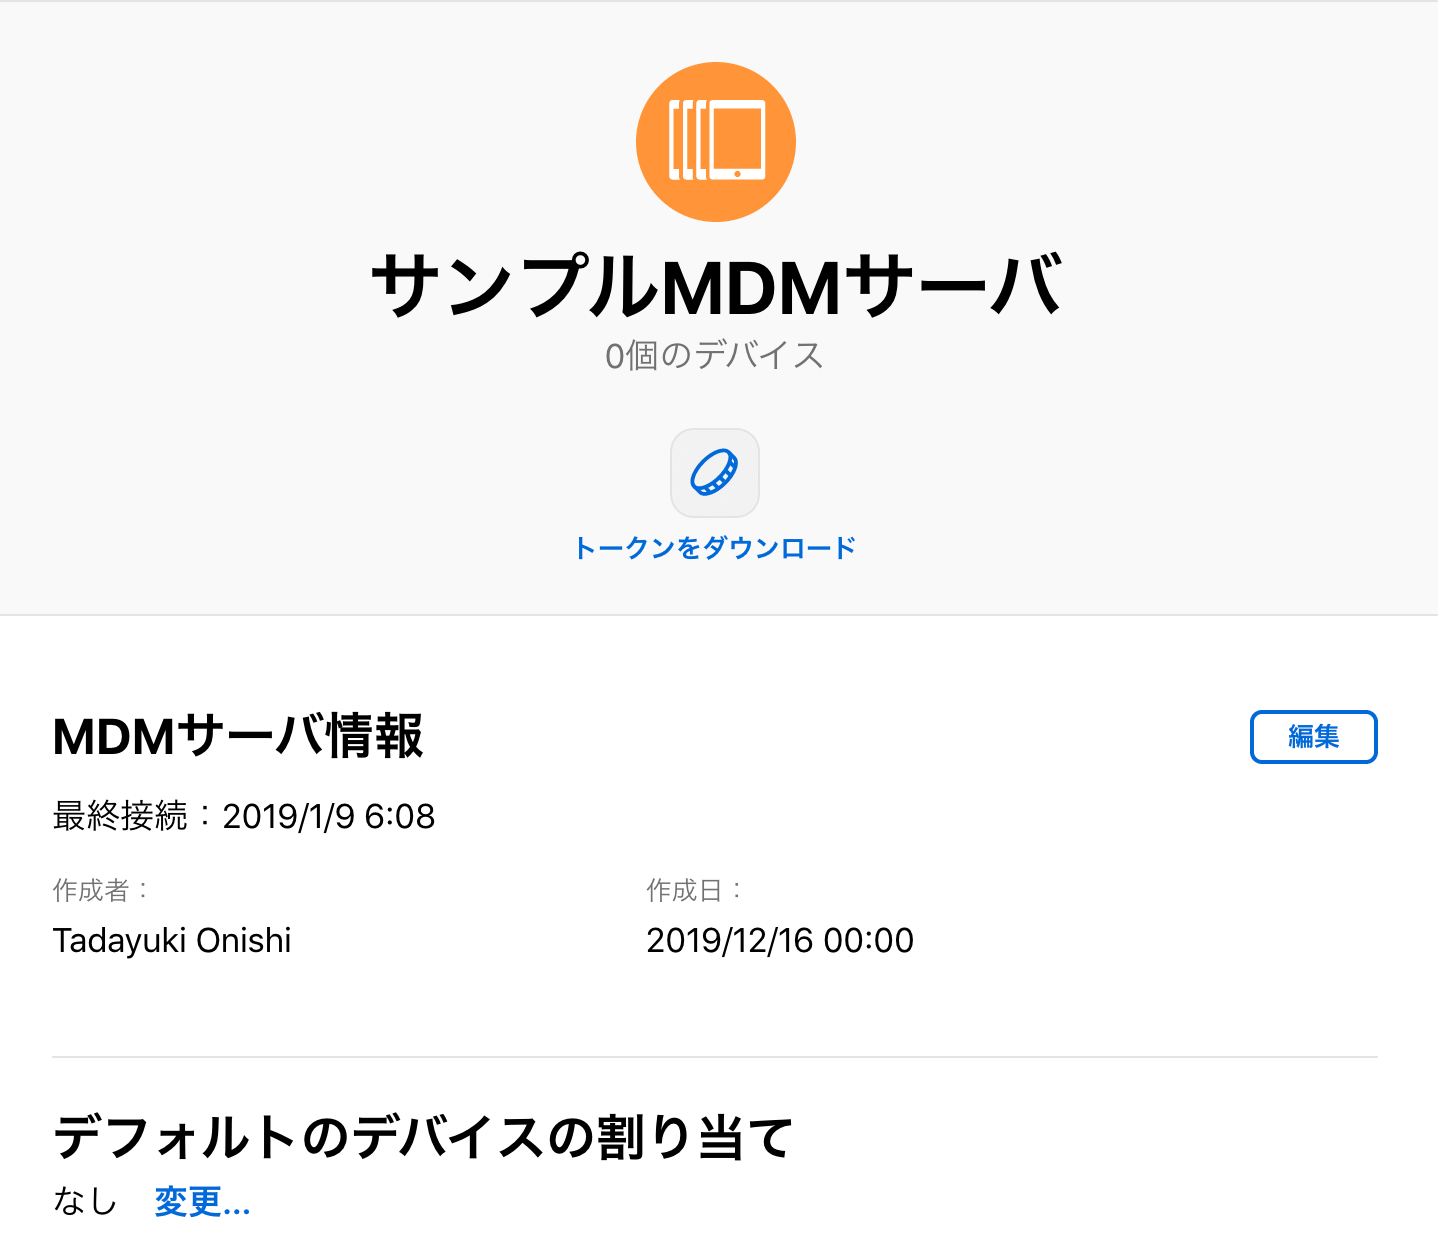 サンプルMDMサーバ
0個のデバイス
トークンをダウンロード
MDMサーバ情報
編集
最終接続：2019/1/9 6:08
作成者：
作成日：
Tadayuki Onishi
2019/12/16 00:00
デフォルトのデバイスの割り当て
なし 変更...